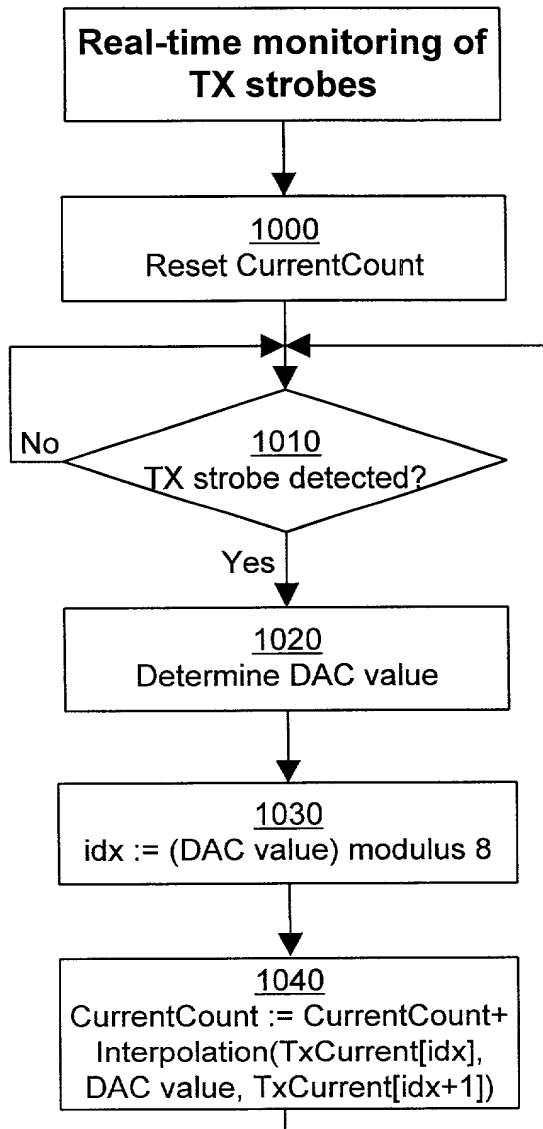 Real-time monitoring of
TX strobes
1000
Reset CurrentCount
No
1010
TX strobe detected?
Yes
1020
Determine DAC value
1030
idx := (DAC value) modulus 8
1040
CurrentCount := CurrentCount+
Interpolation(TxCurrent[idx],
DAC value, TxCurrent[idx+1])